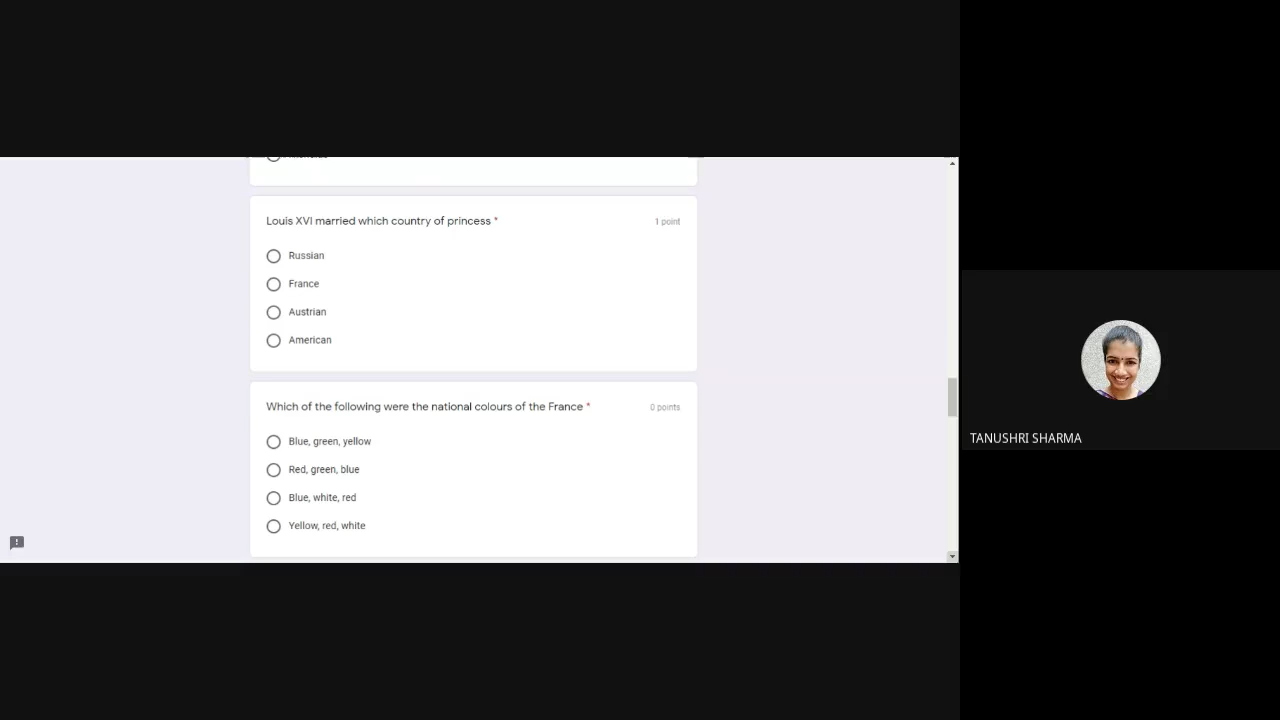 Louis XVI married which country of princess * 1 point
Russian
France
Austrian
American
Which of the following were the national colours of the France * 0 points
Blue, green, yellow
Red, green, blue
Blue, white, red
Yellow, red, white
TANUSHRI SHARMA